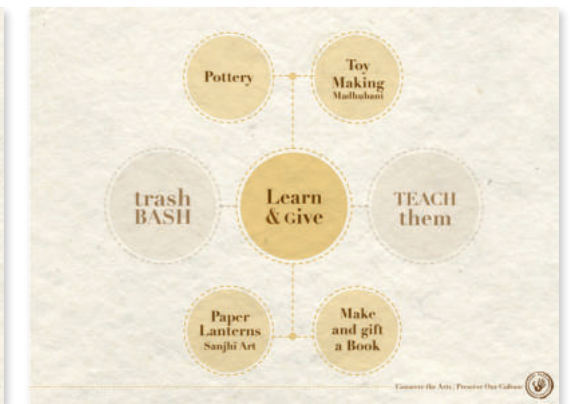 Pottery
Toy
Making
Madhubani
trash
BASH
Learn
& Give
TEACH
them
Paper
Lanterns
Sanjhi Art
Make
and gift
a Book
Conserve the Arts | Preserve Our Culture